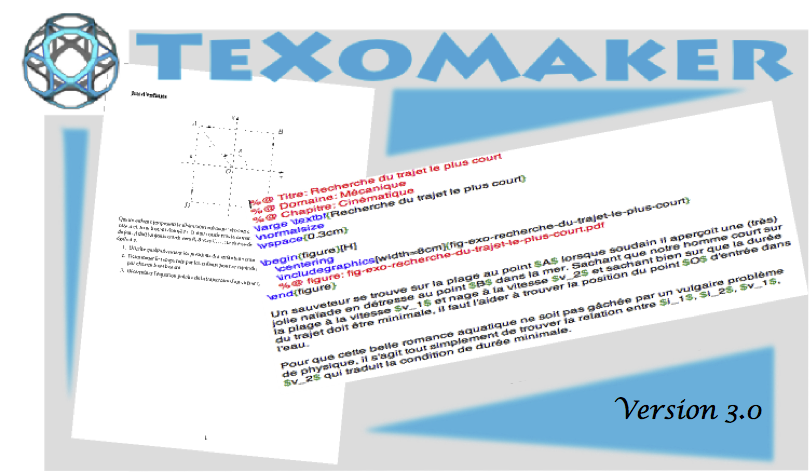 TEXOMAKER
Jeu d'enfants
A
B
%@ Titre: Recherche du trajet le plus court
%@ Domaine: Mécanique
%@ Chapitre: Cinématique
\large \textbf{Recherche du trajet le plus court}
\normalsize
\vspace{0.3cm}
\begin{figure}[H]
\centering
\includegraphics[width=6cm]{fig-exo-recherche-du-trajet-le-plus-court}
%@ figure: fig-exo-recherche-du-trajet-le-plus-court.pdf
\end{figure}
Un sauveteur se trouve sur la plage au point $A$ lorsque soudain il aperçoit une (très)
jolie naïade en détresse au point $B$ dans la mer. Sachant que notre homme court sur
la plage à la vitesse $v_1$ et nage à la vitesse $v_2$ et sachant bien sur que la durée
du trajet doit être minimale, il faut l'aider à trouver la position du point $O$ d'entrée dans
l'eau.
Pour que cette belle romance aquatique ne soit pas gâchée par un vulgaire problème
de physique, il s'agit tout simplement de trouver la relation entre $i_1$, $i_2$, $v_1$,
$v_2$ qui traduit la condition de durée minimale.
Version 3.0